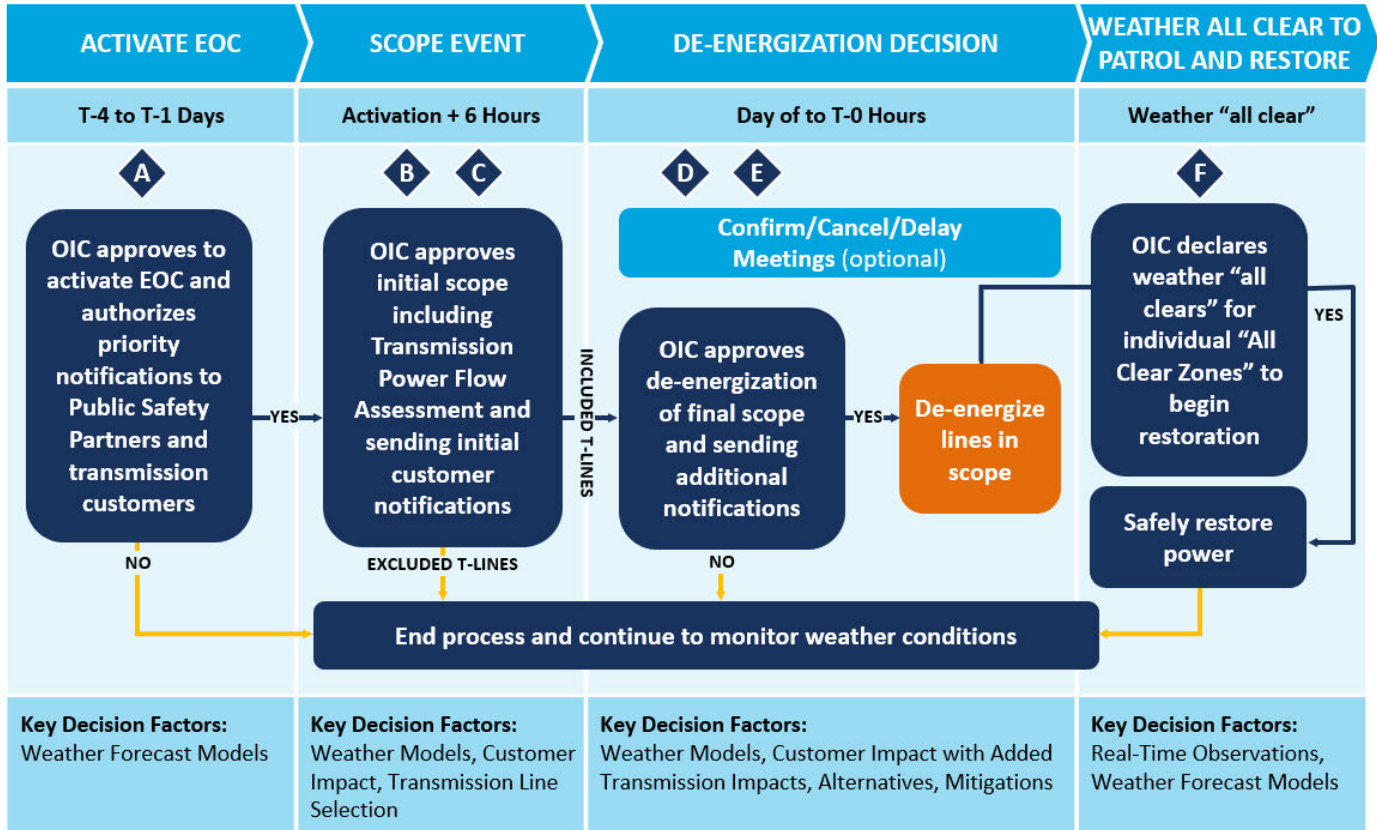 ACTIVATE EOC
SCOPE EVENT
DE-ENERGIZATION DECISION
WEATHER ALL CLEAR TO
PATROL AND RESTORE
T-4 to T-1 Days
Activation + 6 Hours
Day of to T-0 Hours
Weather “all clear”
A
OIC approves to
activate EOC and
authorizes
priority
notifications to
Public Safety
Partners and
transmission
customers
YES
NO
B
C
OIC approves
initial scope
including
Transmission
Power Flow
Assessment and
sending initial
customer
notifications
INCLUDED T-LINES
EXCLUDED T-LINES
D
E
Confirm/Cancel/Delay
Meetings (optional)
OIC approves
de-energization
of final scope
and sending
additional
notifications
YES
NO
De-energize
lines in
scope
F
OIC declares
weather “all
clears” for
individual “All
Clear Zones” to
begin
restoration
YES
Safely restore
power
End process and continue to monitor weather conditions
Key Decision Factors:
Weather Forecast Models
Key Decision Factors:
Weather Models, Customer
Impact, Transmission Line
Selection
Key Decision Factors:
Weather Models, Customer Impact with Added
Transmission Impacts, Alternatives, Mitigations
Key Decision Factors:
Real-Time Observations,
Weather Forecast Models